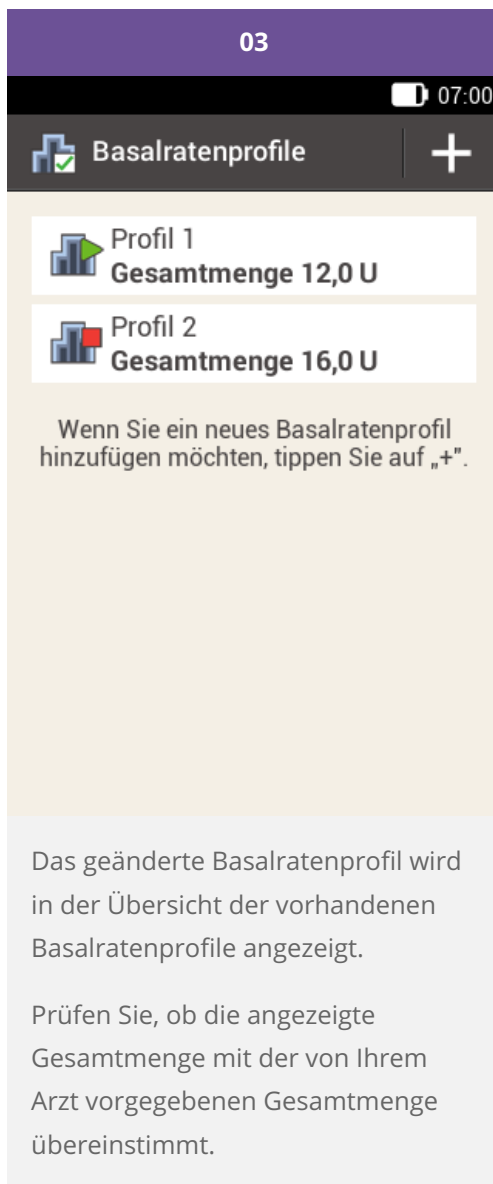 03
07:00
Basalratenprofile
Profil 1
Gesamtmenge 12,0 U
Profil 2
Gesamtmenge 16,0 U
Wenn Sie ein neues Basalratenprofil
hinzufügen möchten, tippen Sie auf „+".
Das geänderte Basalratenprofil wird
in der Übersicht der vorhandenen
Basalratenprofile angezeigt.
Prüfen Sie, ob die angezeigte
Gesamtmenge mit der von Ihrem
Arzt vorgegebenen Gesamtmenge
übereinstimmt.